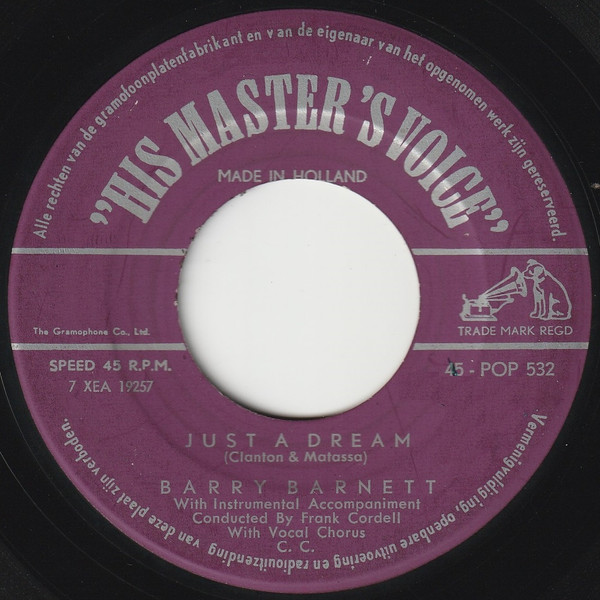 Alle rechten van de gramofoonplatenfabrikant en van de eigenaar van het opgenomen werk zijn gereserveerd.
"HIS MASTER'S VOICE"
MADE IN HOLLAND
The Gramophone Co., Ltd.
TRADE MARK REGD
SPEED 45 R.P.M.
7 XEA 19257
45 - POP 532
JUST A DREAM
(Clanton & Matassa)
BARRY BARNETT
With Instrumental Accompaniment
Conducted By Frank Cordell
With Vocal Chorus
C. C.
Vermenigvuldiging, openbare uitvoering en radiouitzending van deze plaat zijn verboden.